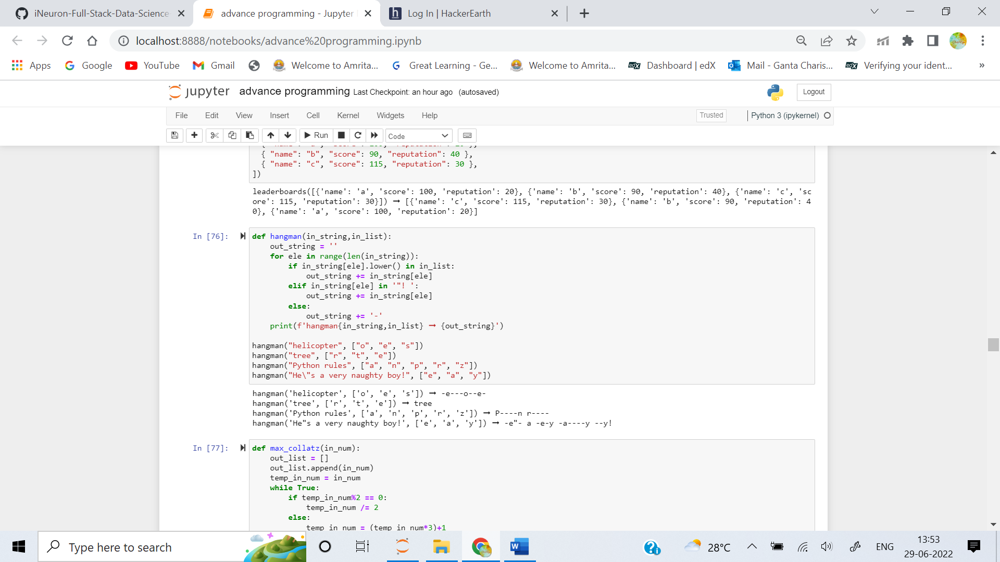 iNeuron-Full-Stack-Data-Science
advance programming - Jupyter
Log In | HackerEarth
localhost:8888/notebooks/advance%20programming.ipynb
Apps
Google
YouTube
Gmail
Welcome to Amrita...
Great Learning - Ge...
Welcome to Amrita...
Dashboard | edX
Mail - Ganta Charis...
Verifying your ident...
»
jupyter advance programming Last Checkpoint: an hour ago (autosaved)
Logout
File Edit View Insert Cell Kernel Widgets Help
Trusted
Python 3 (ipykernel)
Run
Code
{ "name": "b", "score": 90, "reputation": 40 },
{ "name": "c", "score": 115, "reputation": 30 },
])
leaderboards([{'name': 'a', 'score': 100, 'reputation': 20}, {'name': 'b', 'score': 90, 'reputation': 40}, {'name': 'c', 'sc
ore': 115, 'reputation': 30}]) ➞ [{'name': 'c', 'score': 115, 'reputation': 30}, {'name': 'b', 'score': 90, 'reputation': 4
0}, {'name': 'a', 'score': 100, 'reputation': 20}]
In [76]:
def hangman(in_string,in_list):
    out_string = ''
    for ele in range(len(in_string)):
        if in_string[ele].lower() in in_list:
            out_string += in_string[ele]
        elif in_string[ele] in '"! ':
            out_string += in_string[ele]
        else:
            out_string += '-'
    print(f'hangman{in_string,in_list} ➞ {out_string}')
hangman("helicopter", ["o", "e", "s"])
hangman("tree", ["r", "t", "e"])
hangman("Python rules", ["a", "n", "p", "r", "z"])
hangman("He\"s a very naughty boy!", ["e", "a", "y"])
hangman('helicopter', ['o', 'e', 's']) ➞ -e---o--e-
hangman('tree', ['r', 't', 'e']) ➞ tree
hangman('Python rules', ['a', 'n', 'p', 'r', 'z']) ➞ P----n r----
hangman('He"s a very naughty boy!', ['e', 'a', 'y']) ➞ -e"- a -e-y -a----y --y!
In [77]:
def max_collatz(in_num):
    out_list = []
    out_list.append(in_num)
    temp_in_num = in_num
    while True:
        if temp_in_num%2 == 0:
            temp_in_num /= 2
        else:
            temp_in_num = (temp_in_num*3)+1
Type here to search
28°C
ENG
13:53
29-06-2022